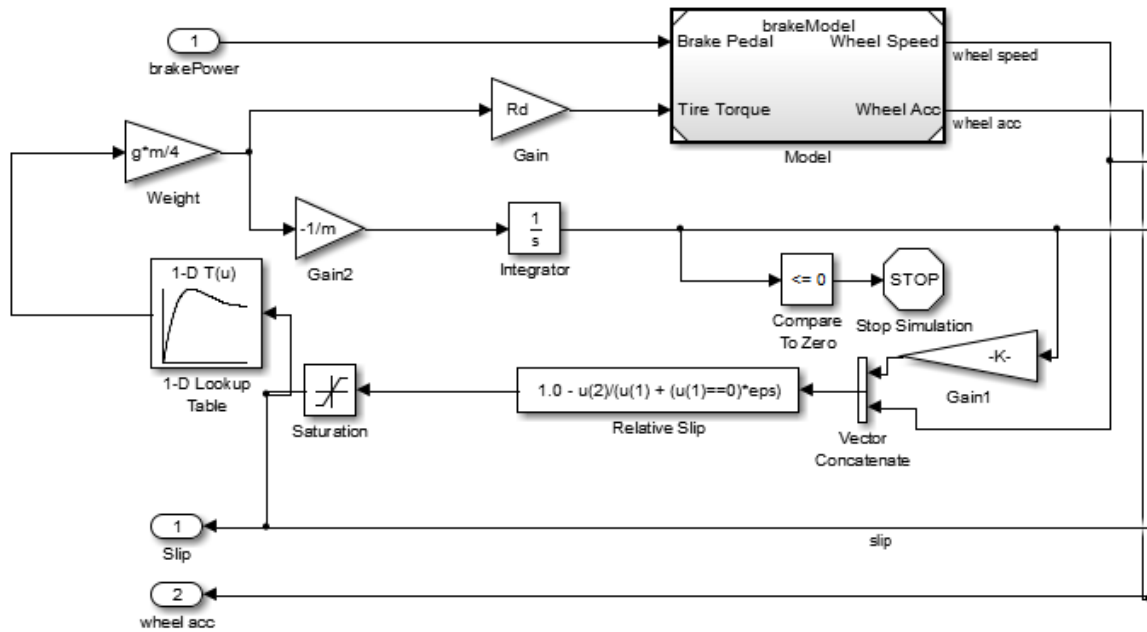 1
brakePower
brakeModel
Brake Pedal
Wheel Speed
wheel speed
Tire Torque
Wheel Acc
wheel acc
Model
Rd
Gain
g*m/4
Weight
-1/m
Gain2
1
s
Integrator
<= 0
Compare
To Zero
STOP
Stop Simulation
1-D T(u)
1-D Lookup
Table
Saturation
1.0 - u(2)/(u(1) + (u(1)==0)*eps)
Relative Slip
Vector
Concatenate
-K-
Gain1
1
Slip
slip
2
wheel acc